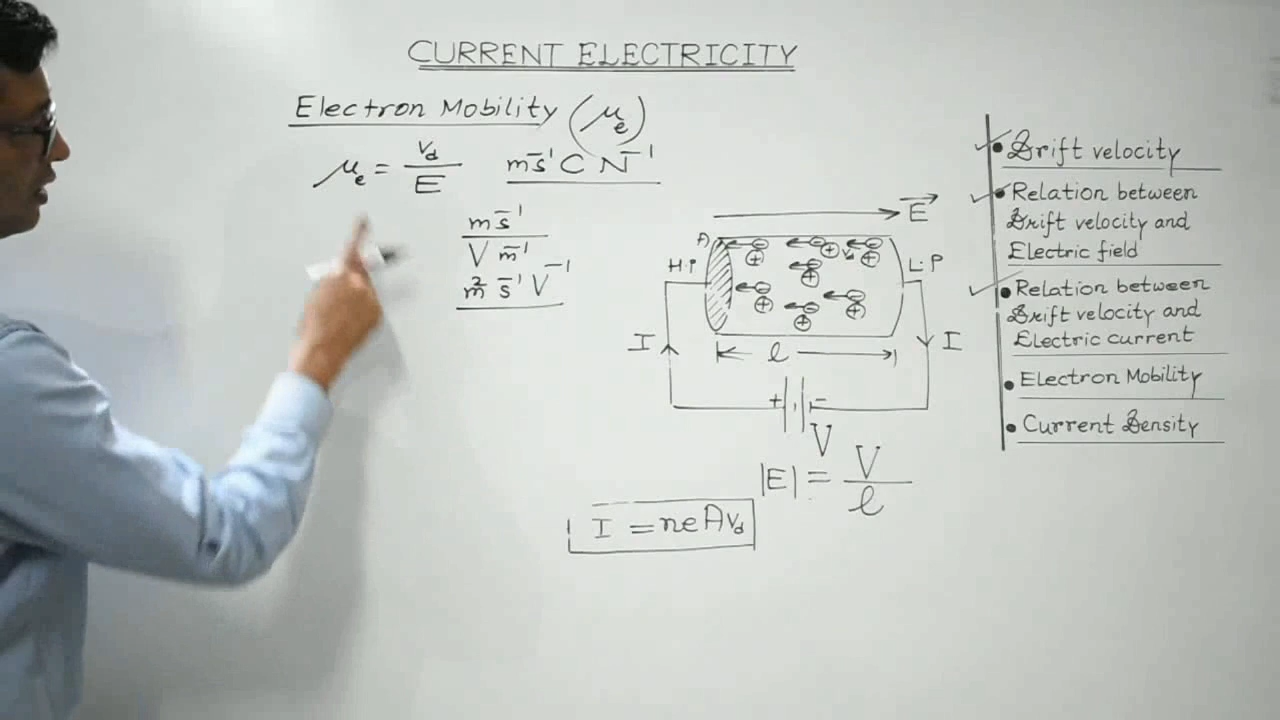 CURRENT ELECTRICITY
Electron Mobility (μe)
μe = vd / E
m s⁻¹ C N⁻¹
m s⁻¹
V m⁻¹
m² s⁻¹ V⁻¹
E⃗
A
H.P
L.P
I
l
I
+ -
V
|E| = V / l
I = neAvd
• Drift velocity
• Relation between
Drift velocity and
Electric field
• Relation between
Drift velocity and
Electric current
• Electron Mobility
• Current Density